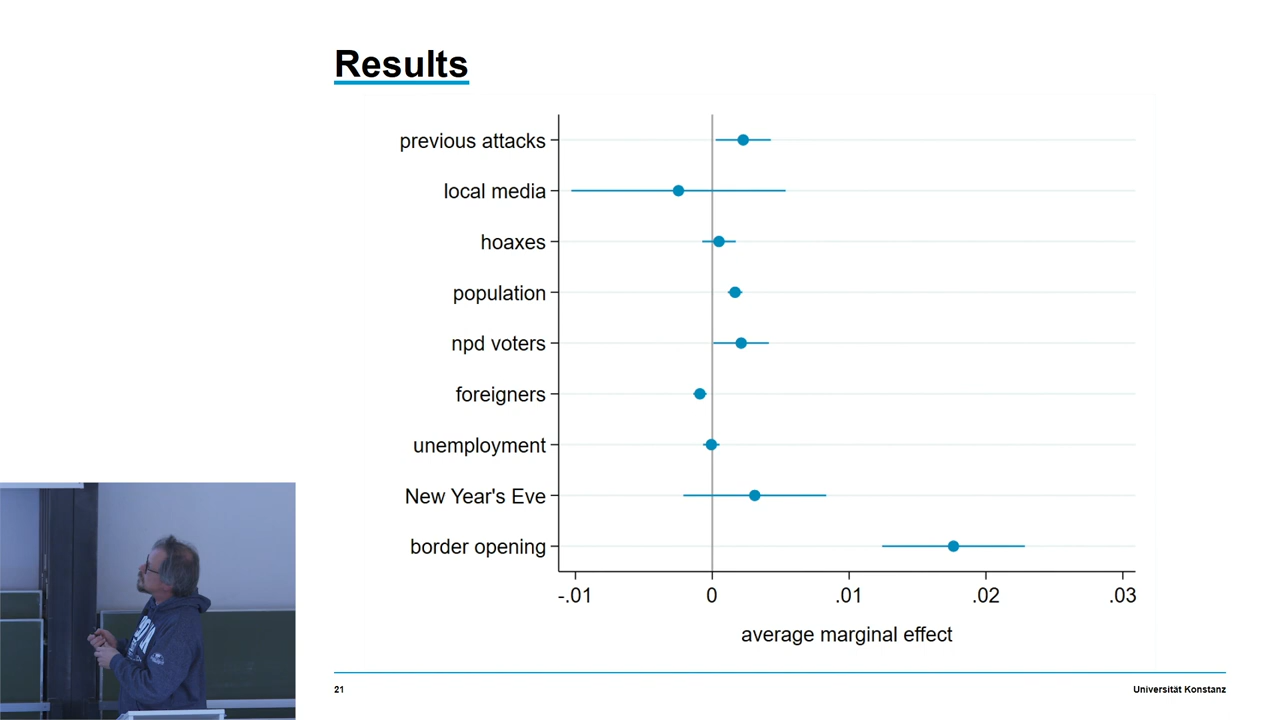 Results
previous attacks
local media
hoaxes
population
npd voters
foreigners
unemployment
New Year's Eve
border opening
-.01 0 .01 .02 .03
average marginal effect
21 Universität Konstanz